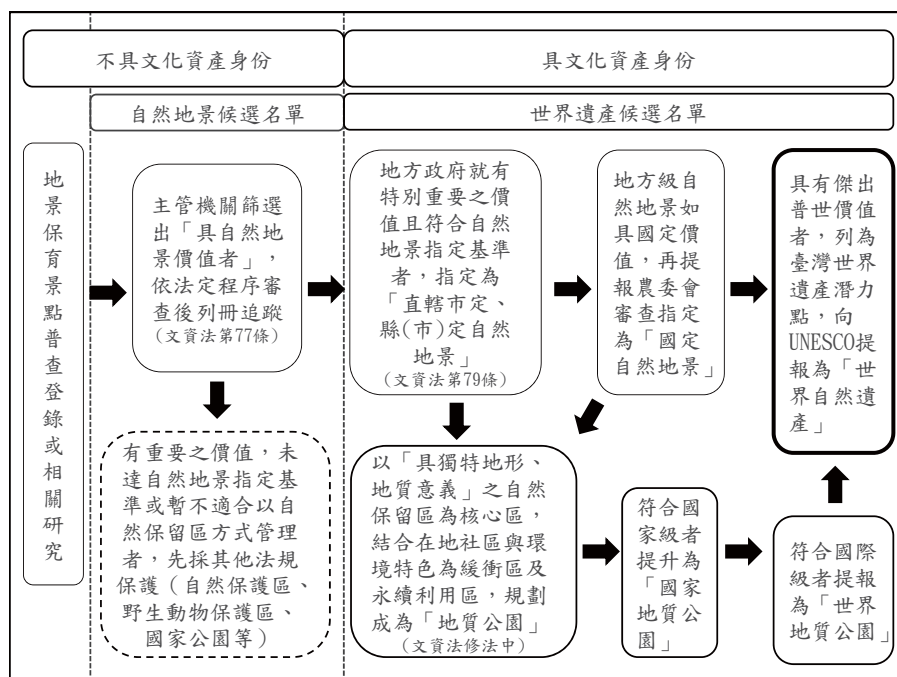 不具文化資產身份
具文化資產身份
自然地景候選名單
世界遺產候選名單
地景保育景點普查登錄或相關研究
主管機關篩選
出「具自然地
景價值者」，
依法定程序審
查後列冊追蹤
(文資法第77條)
地方政府就有
特別重要之價
值且符合自然
地景指定基準
者，指定為
「直轄市定、
縣(市)定自然
地景」
(文資法第79條)
地方級自
然地景如
具國定價
值，再提
報農委會
審查指定
為「國定
自然地景」
具有傑出
普世價值
者，列為
臺灣世界
遺產潛力
點，向
UNESCO提
報為「世
界自然遺
產」
有重要之價值，未
達自然地景指定基
準或暫不適合以自
然保留區方式管理
者，先採其他法規
保護（自然保護區、
野生動物保護區、
國家公園等）
以「具獨特地形、
地質意義」之自然
保留區為核心區，
結合在地社區與環
境特色為緩衝區及
永續利用區，規劃
成為「地質公園」
(文資法修法中)
符合國
家級者
提升為
「國家
地質公
園」
符合國際
級者提報
為「世界
地質公園」